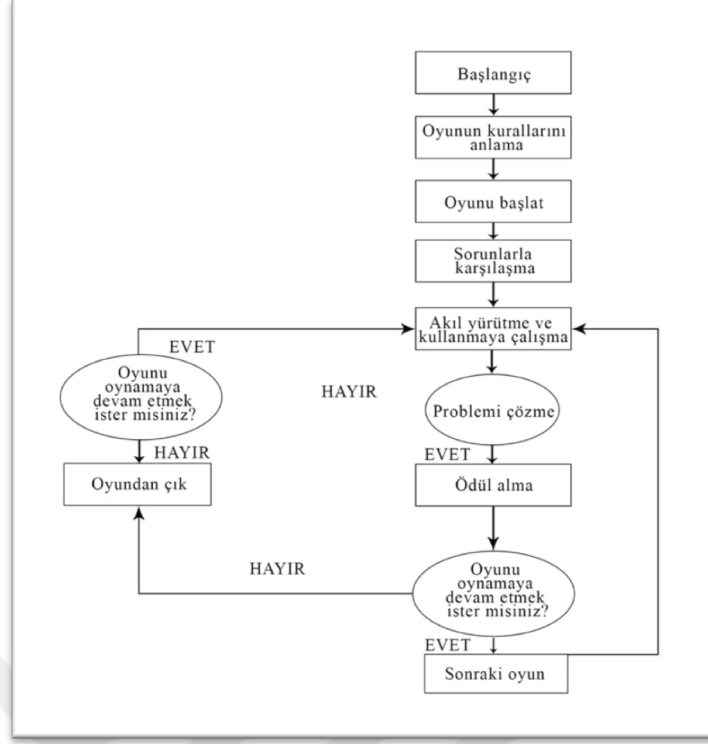 Başlangıç
Oyunun kurallarını
anlama
Oyunu başlat
Sorunlarla
karşılaşma
Akıl yürütme ve
kullanmaya çalışma
EVET
Oyunu
oynamaya
devam etmek
ister misiniz?
HAYIR
Problemi çözme
HAYIR
EVET
Oyundan çık
Ödül alma
HAYIR
Oyunu
oynamaya
devam etmek
ister misiniz?
EVET
Sonraki oyun